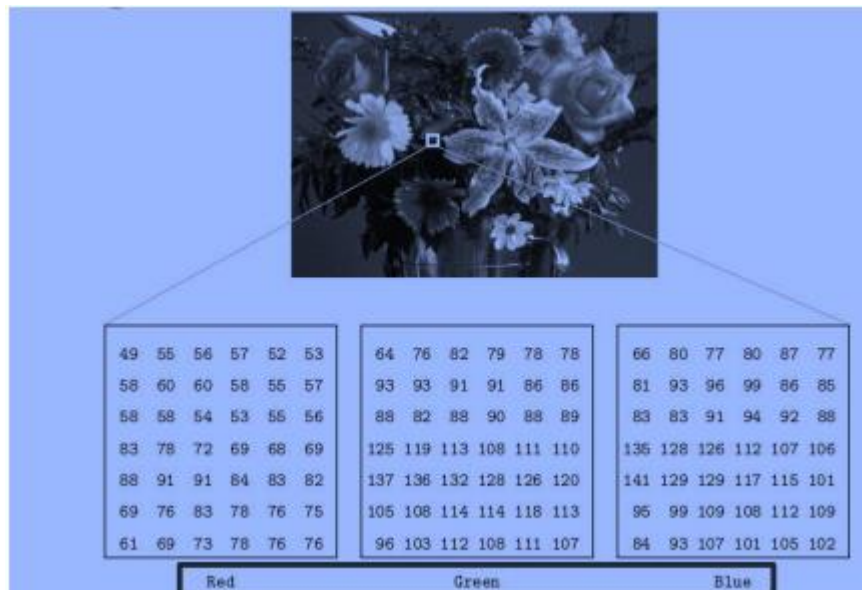 49 55 56 57 52 53 64 76 82 79 78 78 66 80 77 80 87 77
58 60 60 58 55 57 93 93 91 91 86 86 81 93 96 99 86 85
58 58 54 53 55 56 88 82 88 90 88 89 83 83 91 94 92 88
83 78 72 69 68 69 125 119 113 108 111 110 135 128 126 112 107 106
88 91 91 84 83 82 137 136 132 128 126 120 141 129 129 117 115 101
69 76 83 78 76 75 105 108 114 114 118 113 95 99 109 108 112 109
61 69 73 78 76 76 96 103 112 108 111 107 84 93 107 101 105 102
Red Green Blue